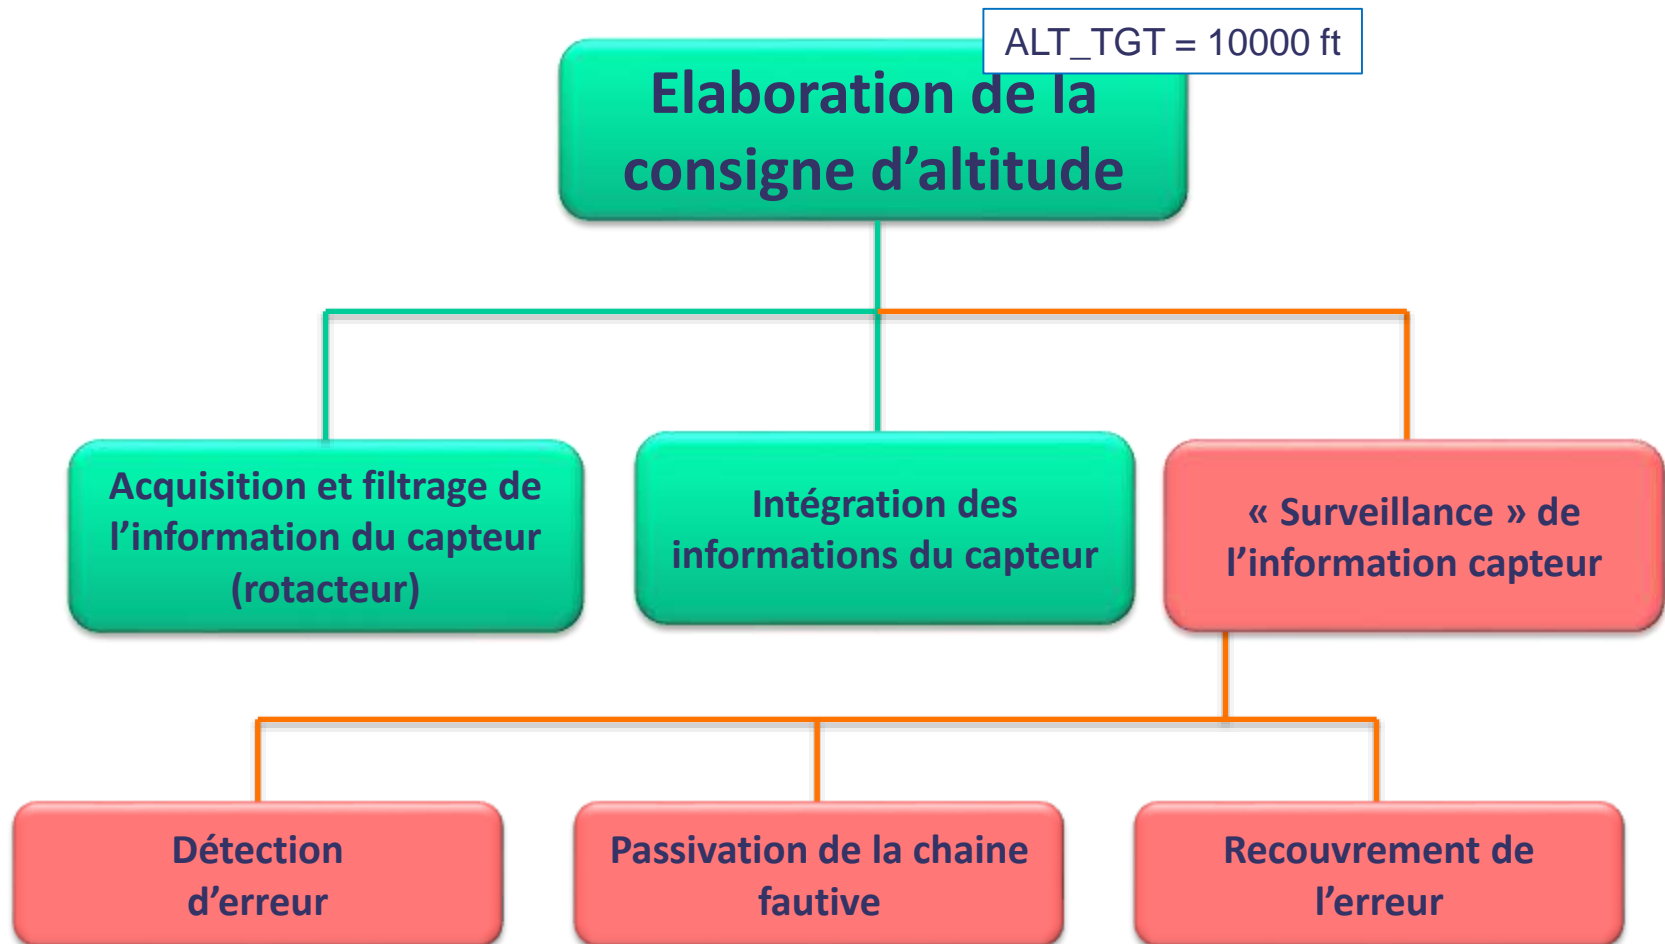 ALT_TGT = 10000 ft
Elaboration de la
consigne d’altitude
Acquisition et filtrage de
l’information du capteur
(rotacteur)
Intégration des
informations du capteur
« Surveillance » de
l’information capteur
Détection
d’erreur
Passivation de la chaine
fautive
Recouvrement de
l’erreur